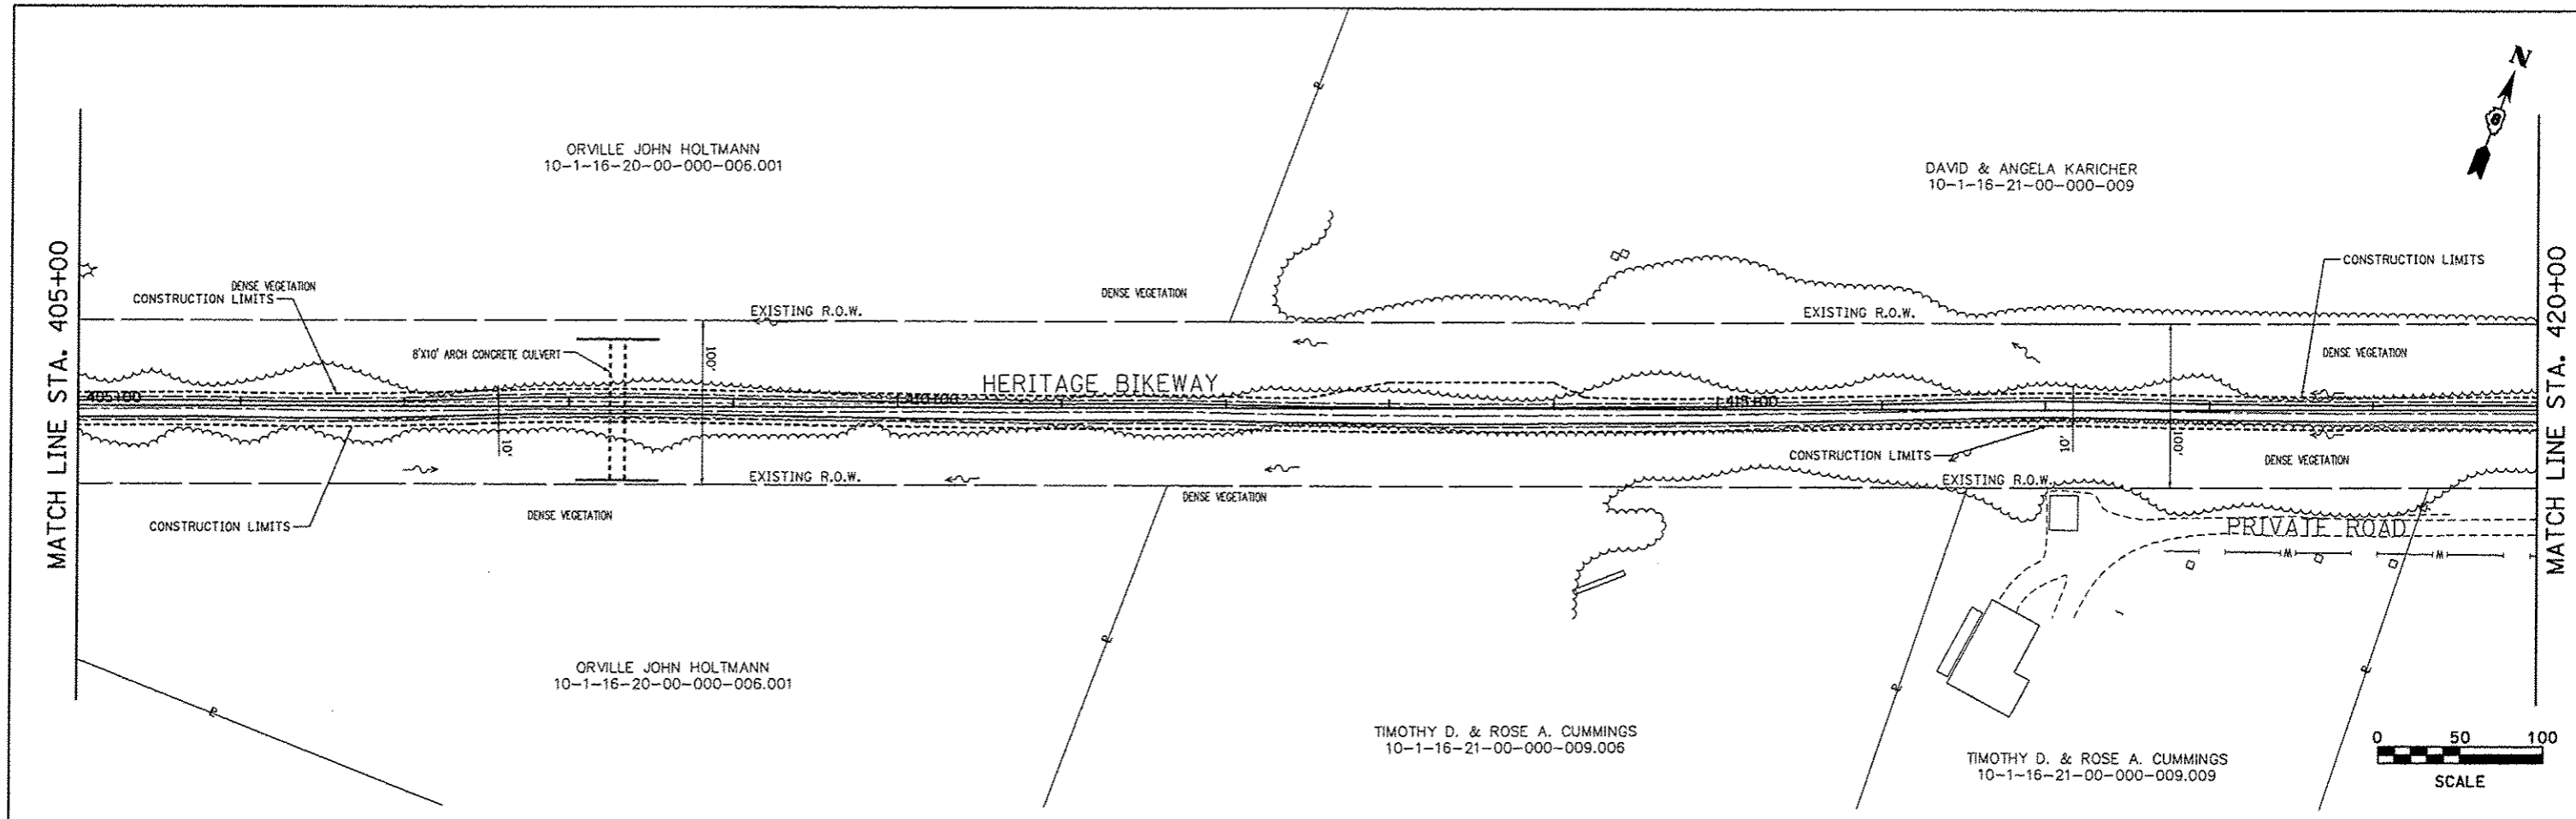 N
ORVILLE JOHN HOLTMANN
10-1-16-20-00-000-006.001
DAVID & ANGELA KARICHER
10-1-16-21-00-000-009
MATCH LINE STA. 405+00
MATCH LINE STA. 420+00
CONSTRUCTION LIMITS
DENSE VEGETATION
CONSTRUCTION LIMITS
DENSE VEGETATION
EXISTING R.O.W.
EXISTING R.O.W.
8'X10' ARCH CONCRETE CULVERT
100'
DENSE VEGETATION
HERITAGE BIKEWAY
405+00
410+00
415+00
10'
10'
100'
CONSTRUCTION LIMITS
DENSE VEGETATION
EXISTING R.O.W.
EXISTING R.O.W.
DENSE VEGETATION
DENSE VEGETATION
CONSTRUCTION LIMITS
PRIVATE ROAD
W
W
ORVILLE JOHN HOLTMANN
10-1-16-20-00-000-006.001
TIMOTHY D. & ROSE A. CUMMINGS
10-1-16-21-00-000-009.006
TIMOTHY D. & ROSE A. CUMMINGS
10-1-16-21-00-000-009.009
0 50 100
SCALE